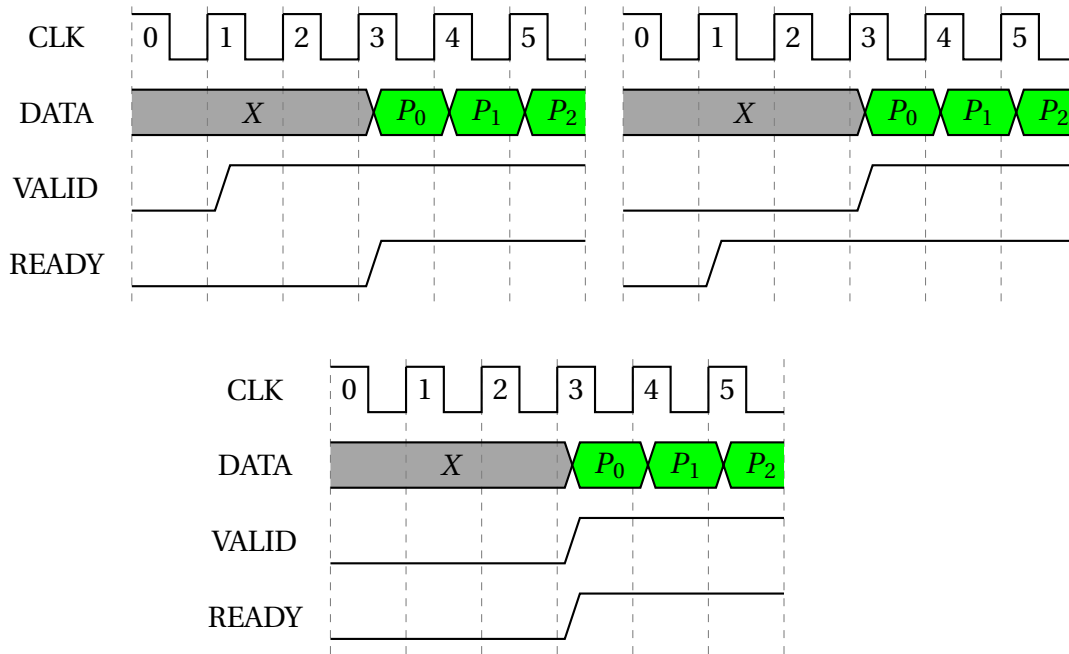 CLK 0 1 2 3 4 5 0 1 2 3 4 5
DATA X P₀ P₁ P₂ X P₀ P₁ P₂
VALID
READY
CLK 0 1 2 3 4 5
DATA X P₀ P₁ P₂
VALID
READY